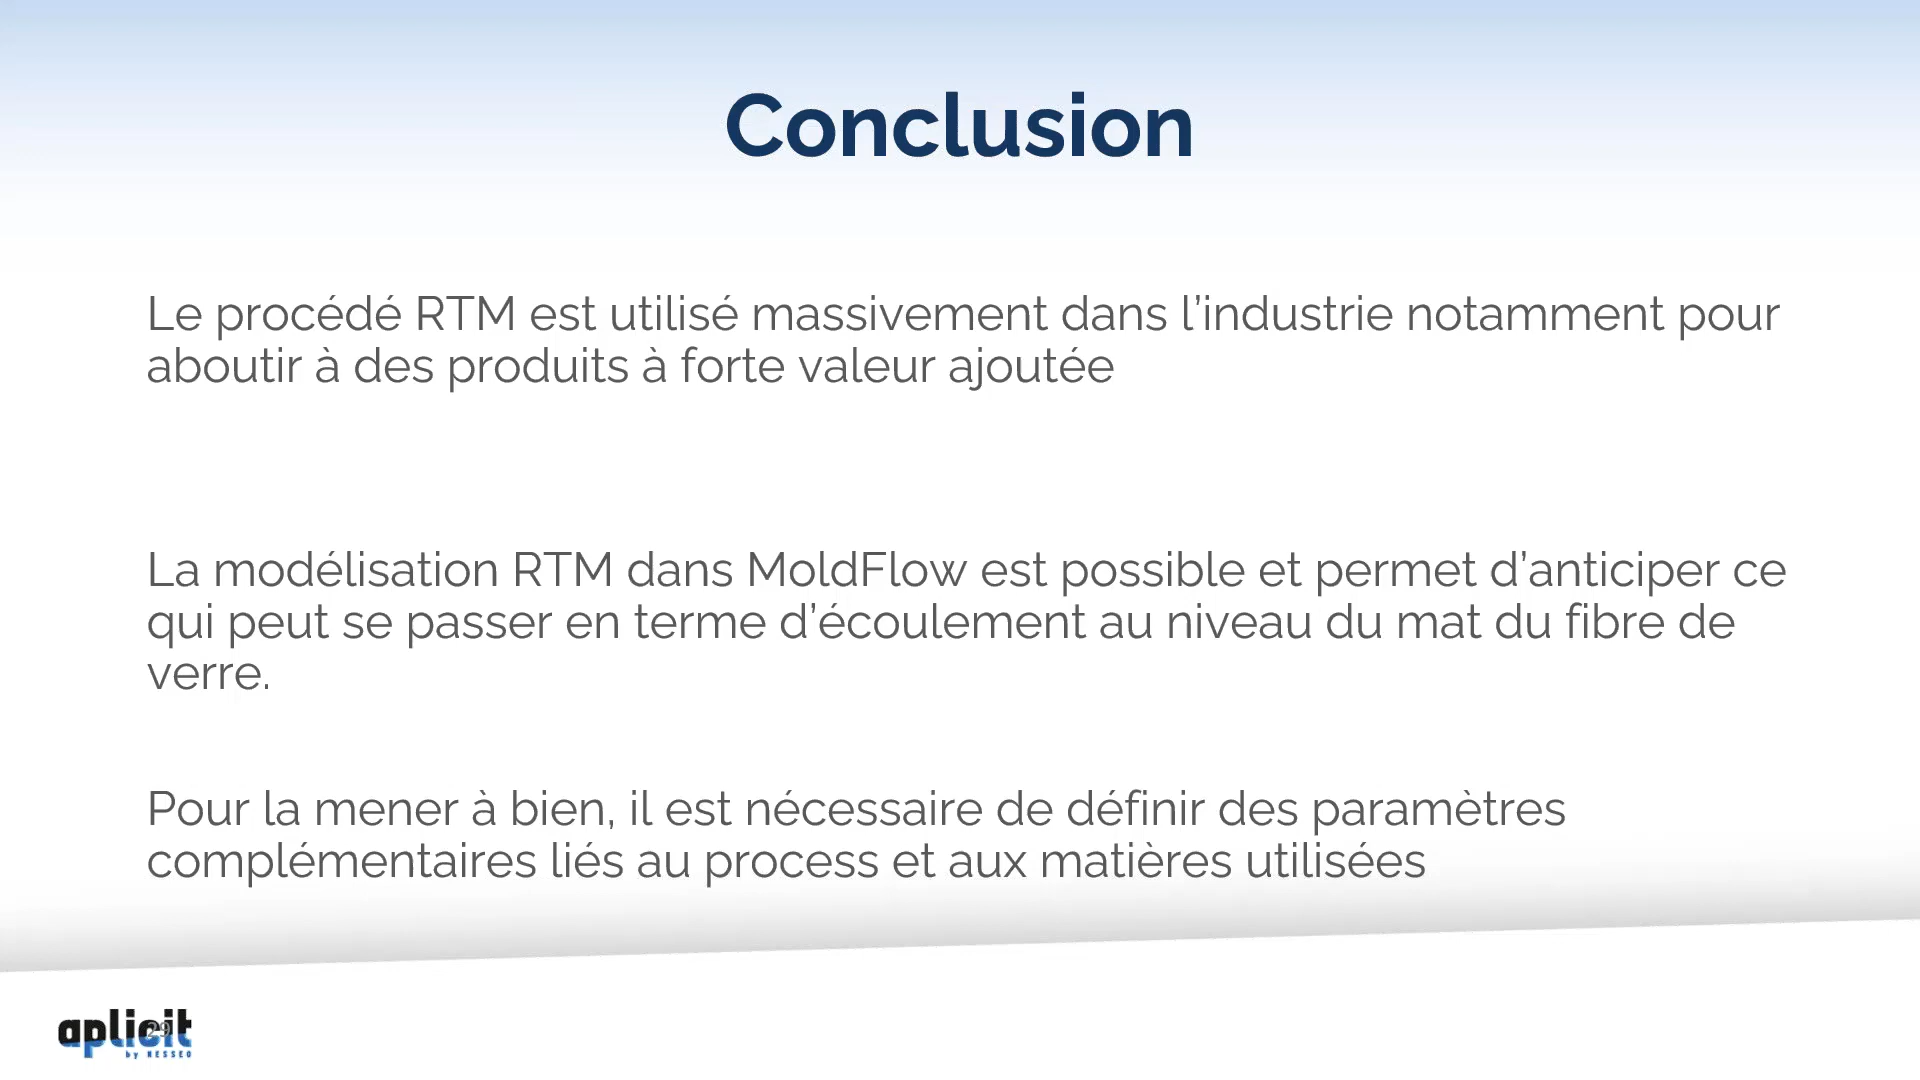 Conclusion
Le procédé RTM est utilisé massivement dans l’industrie notamment pour
aboutir à des produits à forte valeur ajoutée
La modélisation RTM dans MoldFlow est possible et permet d’anticiper ce
qui peut se passer en terme d’écoulement au niveau du mat du fibre de
verre.
Pour la mener à bien, il est nécessaire de définir des paramètres
complémentaires liés au process et aux matières utilisées
aplicit
29
by NESSEO